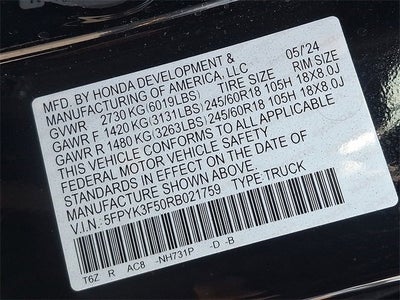 MFD. BY HONDA DEVELOPMENT & 05/'24
MANUFACTURING OF AMERICA, LLC
GVWR 2730 KG(6019LBS) TIRE SIZE RIM SIZE
GAWR F 1420 KG(3131LBS) 245/60R18 105H 18X8.0J
GAWR R 1480 KG(3263LBS) 245/60R18 105H 18X8.0J
THIS VEHICLE CONFORMS TO ALL APPLICABLE
FEDERAL MOTOR VEHICLE SAFETY
STANDARDS IN EFFECT ON THE DATE OF
MANUFACTURE SHOWN ABOVE.
V.I.N.: 5FPYK3F50RB021759 TYPE:TRUCK
T6Z R AC8 -NH731P -D -B